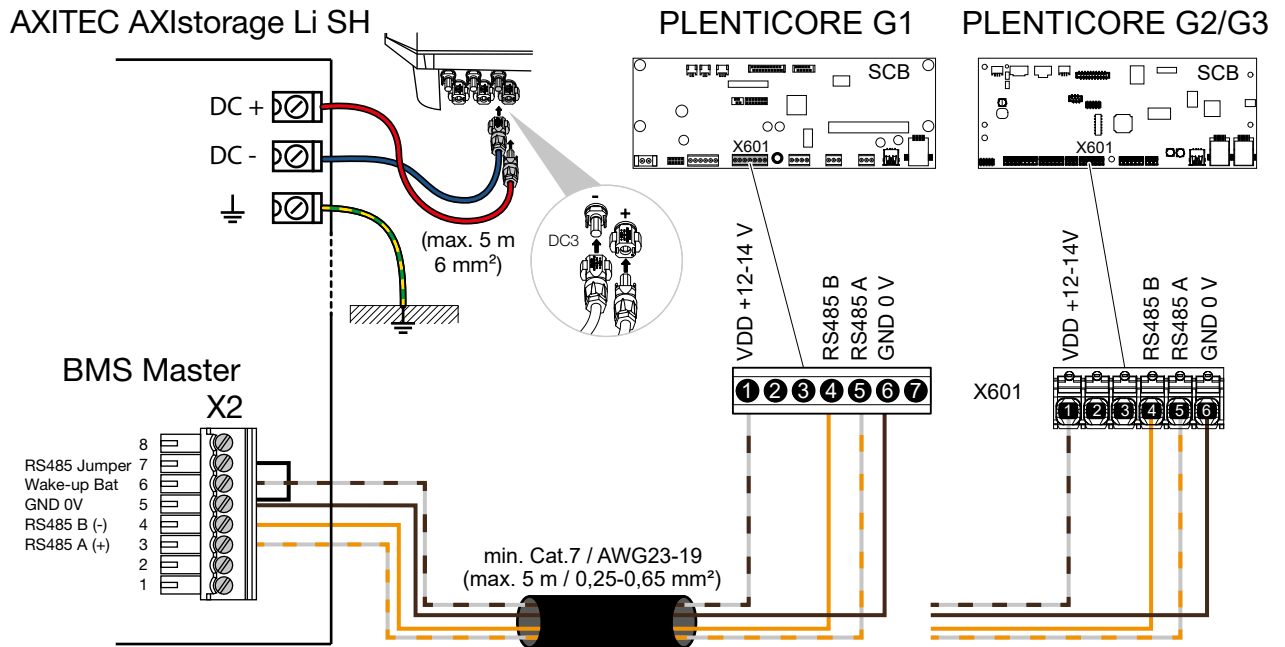 AXITEC AXIstorage Li SH
PLENTICORE G1
PLENTICORE G2/G3
DC +
DC -
(max. 5 m
6 mm²)
DC3
-
+
SCB
X601
SCB
X601
VDD +12-14 V
RS485 B
RS485 A
GND 0 V
1 2 3 4 5 6 7
X601
VDD +12-14V
RS485 B
RS485 A
GND 0 V
1 2 3 4 5 6
BMS Master
X2
8
RS485 Jumper 7
Wake-up Bat 6
GND 0V 5
RS485 B (-) 4
RS485 A (+) 3
2
1
min. Cat.7 / AWG23-19
(max. 5 m / 0,25-0,65 mm²)